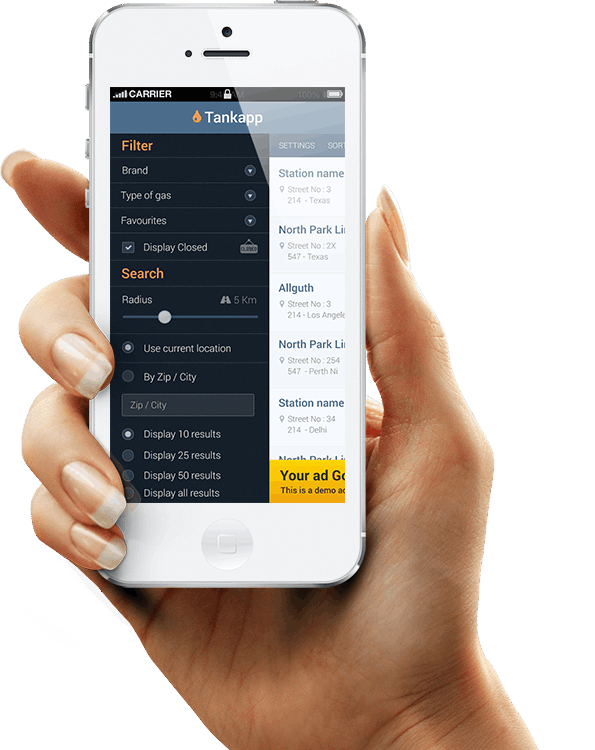 CARRIER 9:4 100%
Tankapp
Filter
Brand
Type of gas
Favourites
Display Closed
CLOSED
Search
Radius 5 Km
Use current location
By Zip / City
Zip / City
Display 10 results
Display 25 results
Display 50 results
Display all results
SETTINGS SORT
Station name
Street No : 3
214 - Texas
North Park Li
Street No : 2X
547 - Texas
Allguth
Street No : 3
214 - Los Angele
North Park Li
Street No : 254
547 - Perth Ni
Station name
Street No : 34
214 - Delhi
North Park Li
Your ad Go
This is a demo ad